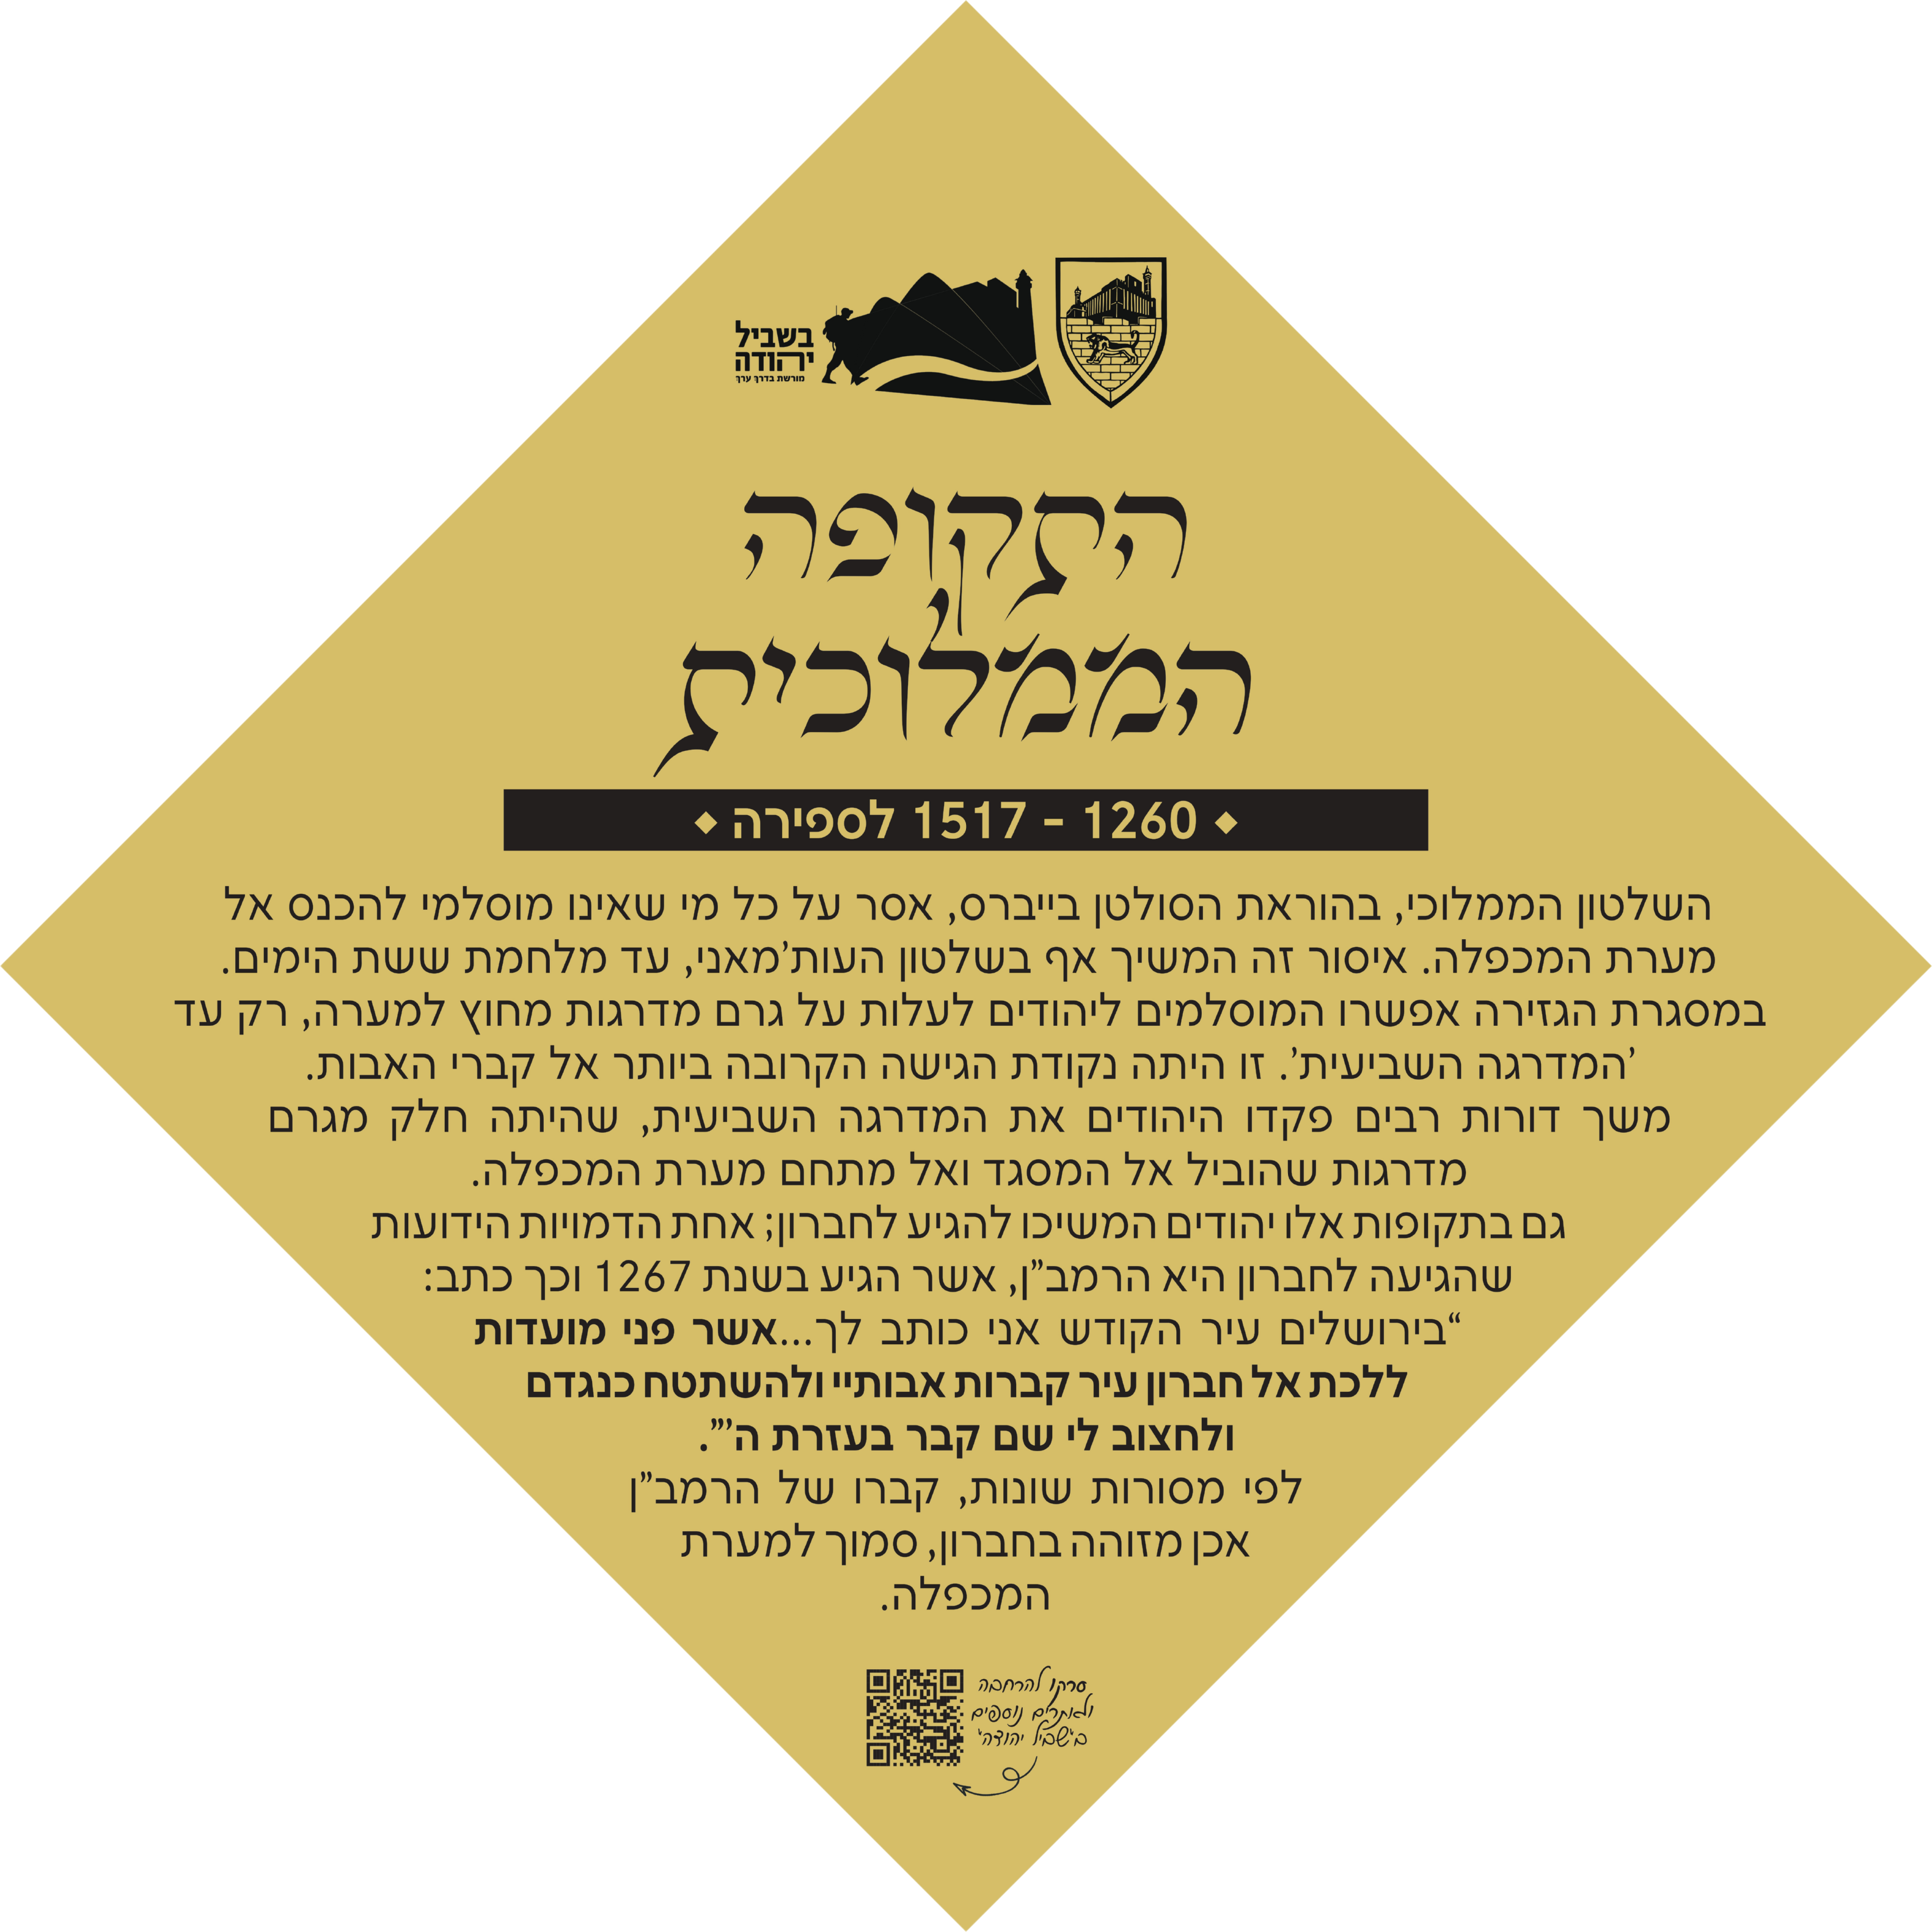 בשביל
יהודה
מורשת בדרך ערך
התקופה
הממלוכית
1260 - 1517 לספירה
השלטון הממלוכי, בהוראת הסולטן בייברס, אסר על כל מי שאינו מוסלמי להכנס אל
מערת המכפלה. איסור זה המשיך אף בשלטון העות'מאני, עד מלחמת ששת הימים.
במסגרת הגזירה אפשרו המוסלמים ליהודים לעלות על גרם מדרגות מחוץ למערה, רק עד
'המדרגה השביעית'. זו היתה נקודת הגישה הקרובה ביותר אל קברי האבות.
משך דורות רבים פקדו היהודים את המדרגה השביעית, שהיתה חלק מגרם
מדרגות שהוביל אל המסגד ואל מתחם מערת המכפלה.
גם בתקופות אלו יהודים המשיכו להגיע לחברון; אחת הדמויות הידועות
שהגיעה לחברון היא הרמב”ן, אשר הגיע בשנת 1267 וכך כתב:
“בירושלים עיר הקודש אני כותב לך...אשר פני מועדות
ללכת אל חברון עיר קברות אבותיי ולהשתטח כנגדם
ולחצוב לי שם קבר בעזרת ה'”.
לפי מסורות שונות, קברו של הרמב”ן
אכן מזוהה בחברון, סמוך למערת
המכפלה.
סרקו להרחבה
ולאתרים נוספים
ב'שביל יהודה'